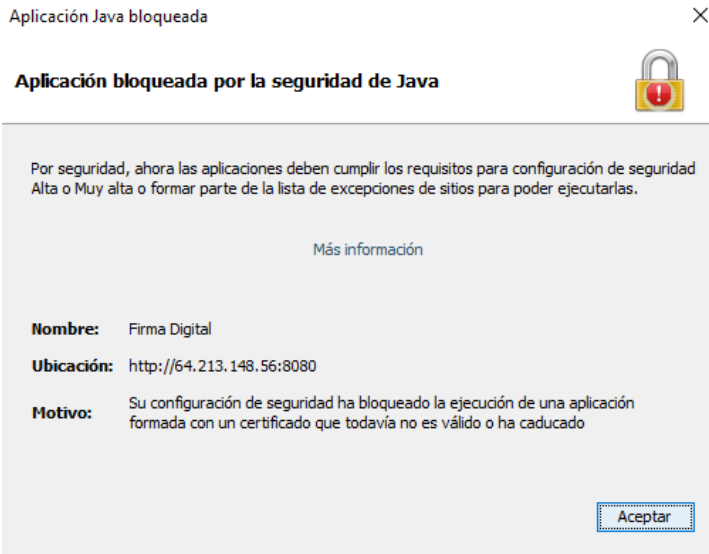 Aplicación Java bloqueada
Aplicación bloqueada por la seguridad de Java
Por seguridad, ahora las aplicaciones deben cumplir los requisitos para configuración de seguridad
Alta o Muy alta o formar parte de la lista de excepciones de sitios para poder ejecutarlas.
Más información
Nombre: Firma Digital
Ubicación: http://64.213.148.56:8080
Motivo: Su configuración de seguridad ha bloqueado la ejecución de una aplicación
formada con un certificado que todavía no es válido o ha caducado
Aceptar